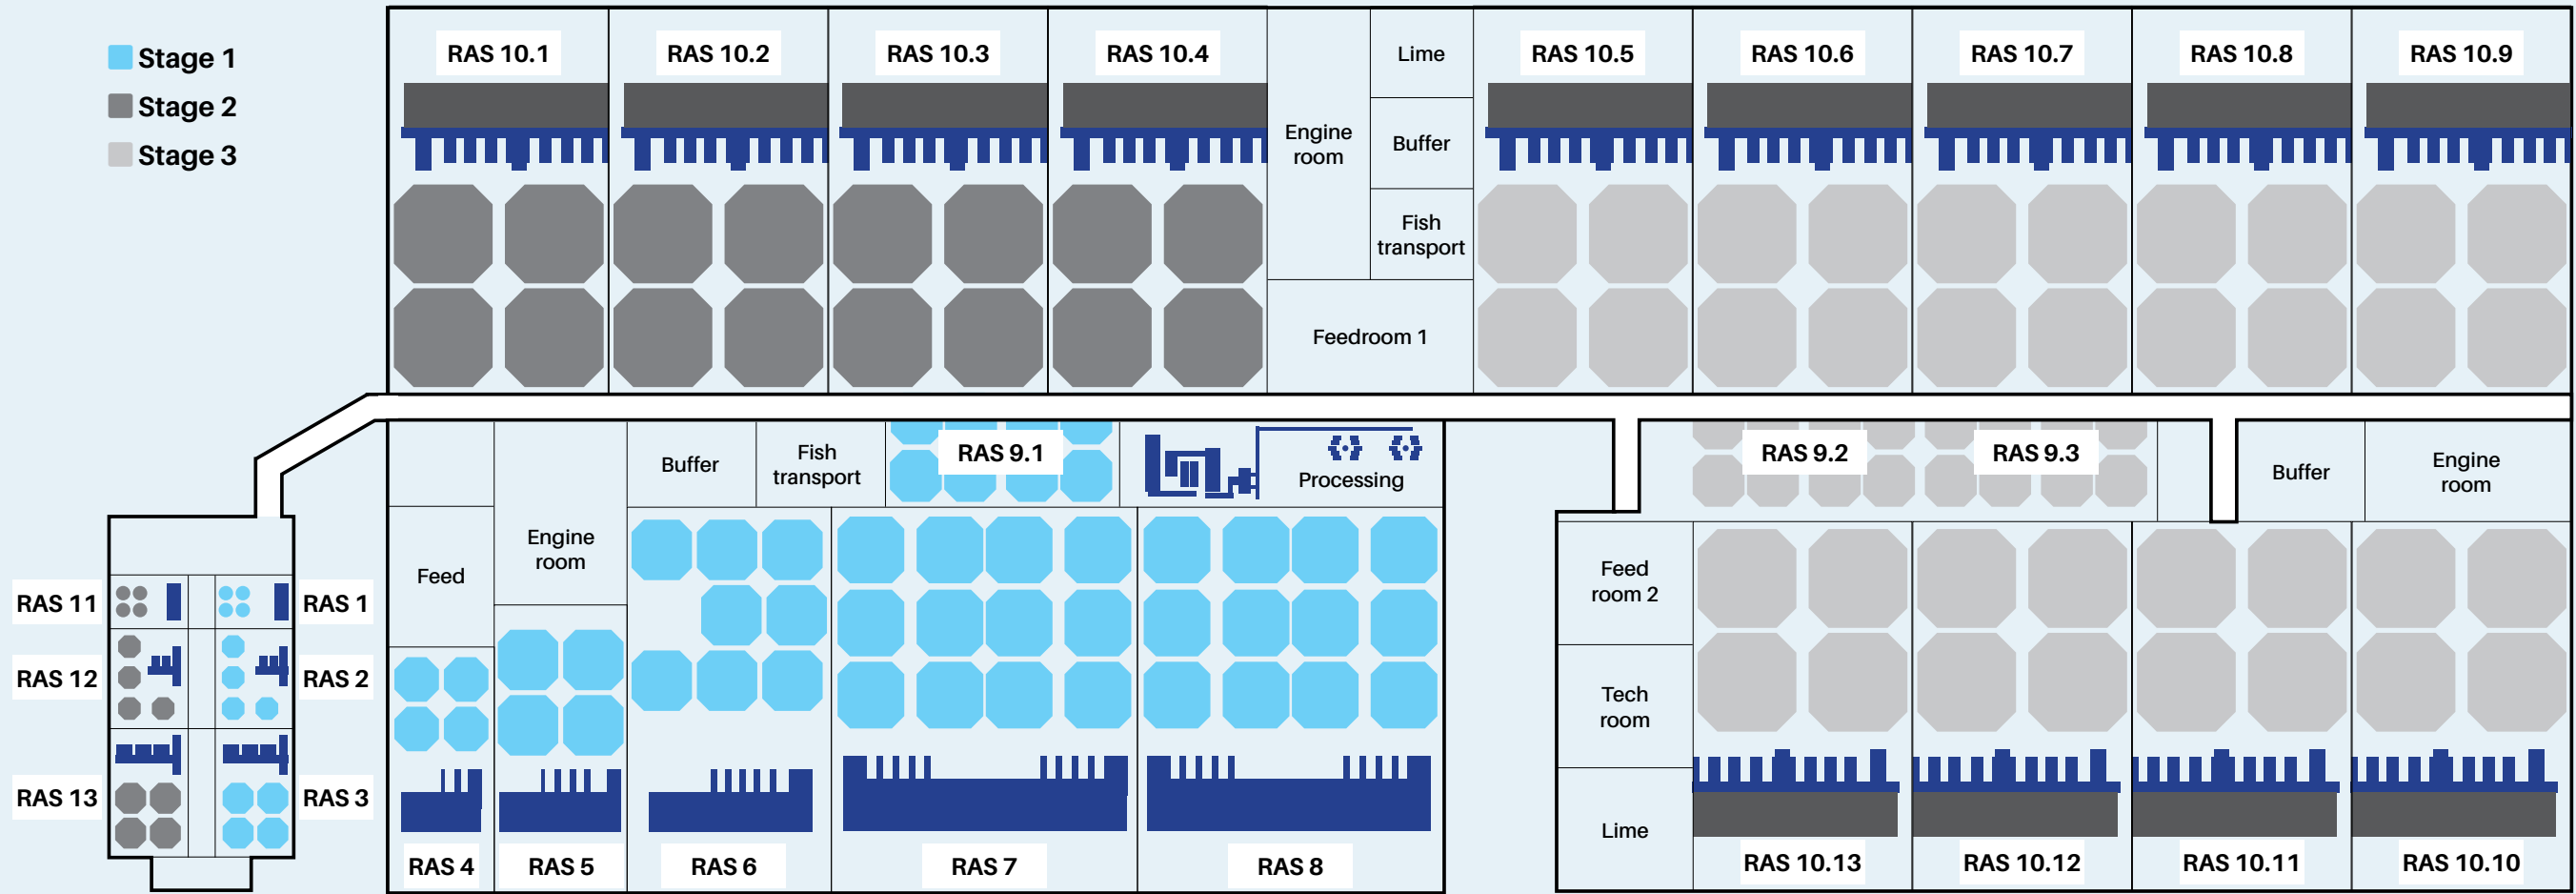 Stage 1
Stage 2
Stage 3
RAS 10.1
RAS 10.2
RAS 10.3
RAS 10.4
Engine
room
Lime
Buffer
Fish
transport
Feedroom 1
RAS 10.5
RAS 10.6
RAS 10.7
RAS 10.8
RAS 10.9
RAS 11
RAS 1
RAS 12
RAS 2
RAS 13
RAS 3
Feed
Engine
room
Buffer
Fish
transport
RAS 9.1
Processing
RAS 4
RAS 5
RAS 6
RAS 7
RAS 8
RAS 9.2
RAS 9.3
Buffer
Engine
room
Feed
room 2
Tech
room
Lime
RAS 10.13
RAS 10.12
RAS 10.11
RAS 10.10